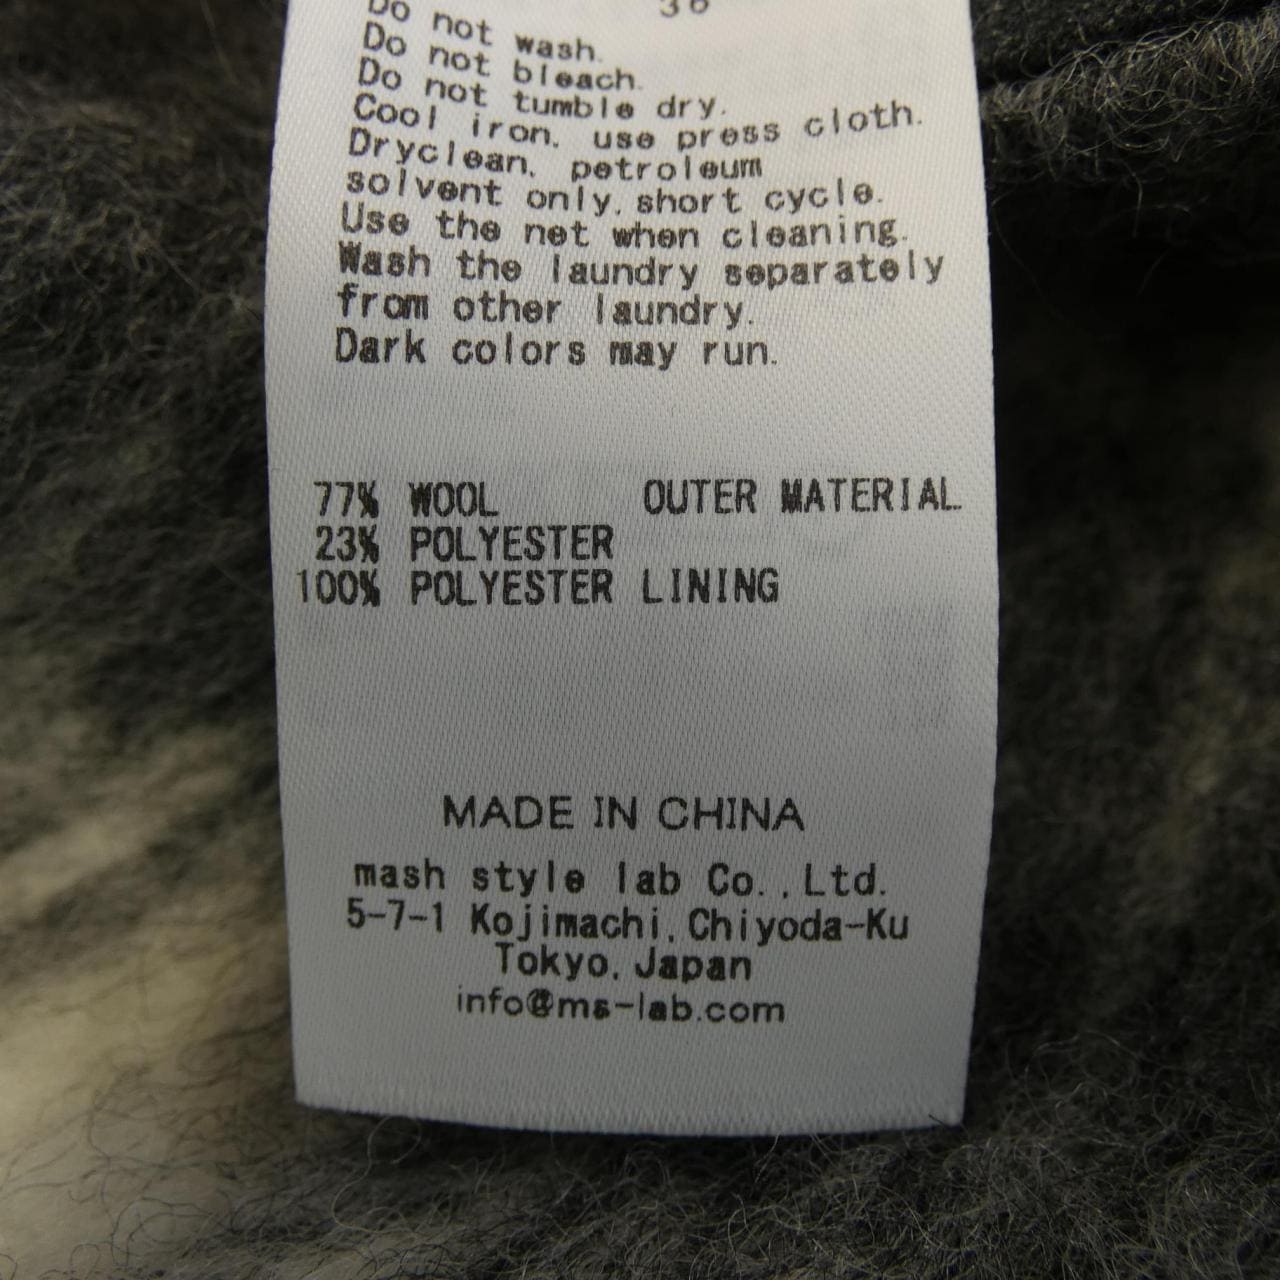 Do not wash.
Do not bleach.
Do not tumble dry.
Cool iron, use press cloth.
Dryclean, petroleum
solvent only, short cycle.
Use the net when cleaning.
Wash the laundry separately
from other laundry.
Dark colors may run.
77% WOOL OUTER MATERIAL
23% POLYESTER
100% POLYESTER LINING
MADE IN CHINA
mash style lab Co.,Ltd.
5-7-1 Kojimachi,Chiyoda-Ku
Tokyo,Japan
info@ms-lab.com